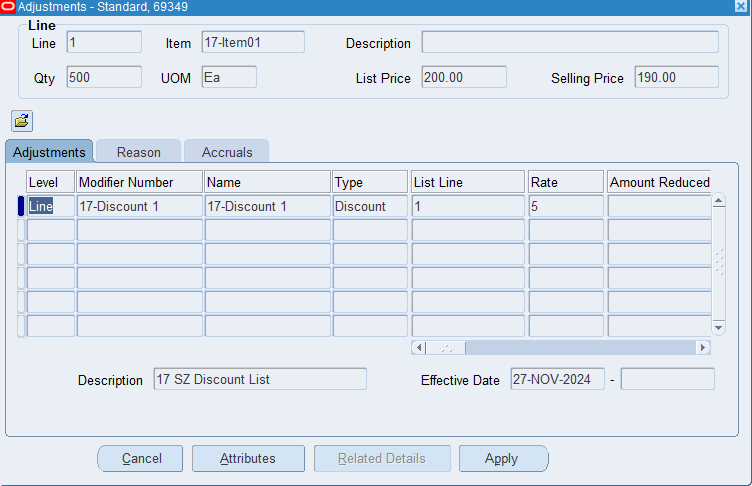 Adjustments - Standard, 69349
Line
Line 1 Item 17-Item01 Description
Qty 500 UOM Ea List Price 200.00 Selling Price 190.00
Adjustments Reason Accruals
Level Modifier Number Name Type List Line Rate Amount Reduced
Line 17-Discount 1 17-Discount 1 Discount 1 5
Description 17 SZ Discount List Effective Date 27-NOV-2024 -
Cancel Attributes Related Details Apply